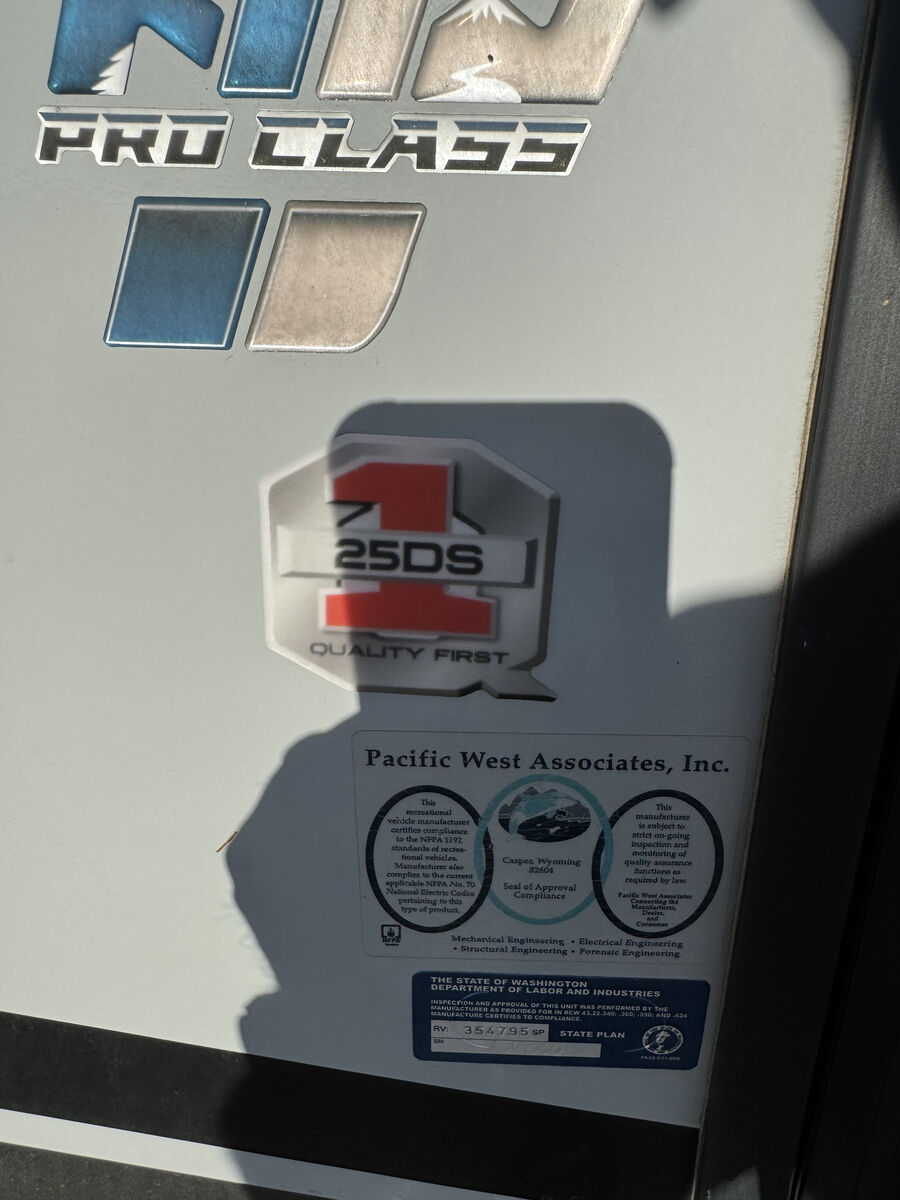 PRO CLASS
1
25DS
QUALITY FIRST
Pacific West Associates, Inc.
This
recreational
vehicle manufacturer
certifies compliance
to the NFPA 1192
standards of recrea-
tional vehicles.
Manufacturer also
complies to the current
applicable NFPA No. 70
National Electric Codes
pertaining to this
type of product.
Casper, Wyoming
82604
Seal of Approval
Compliance
This
manufacturer
is subject to
strict on-going
inspection and
monitoring of
quality assurance
functions as
required by law.
Pacific West Associates
Connecting the
Manufacturer,
Dealer,
and
Consumer
NFPA
Mechanical Engineering • Electrical Engineering
• Structural Engineering • Forensic Engineering
THE STATE OF WASHINGTON
DEPARTMENT OF LABOR AND INDUSTRIES
INSPECTION AND APPROVAL OF THIS UNIT WAS PERFORMED BY THE
MANUFACTURER AS PROVIDED FOR IN RCW 43.22.340; .360; .390; AND .434
MANUFACTURE CERTIFIES TO COMPLIANCE.
RV: 354795 SP STATE PLAN
SN: